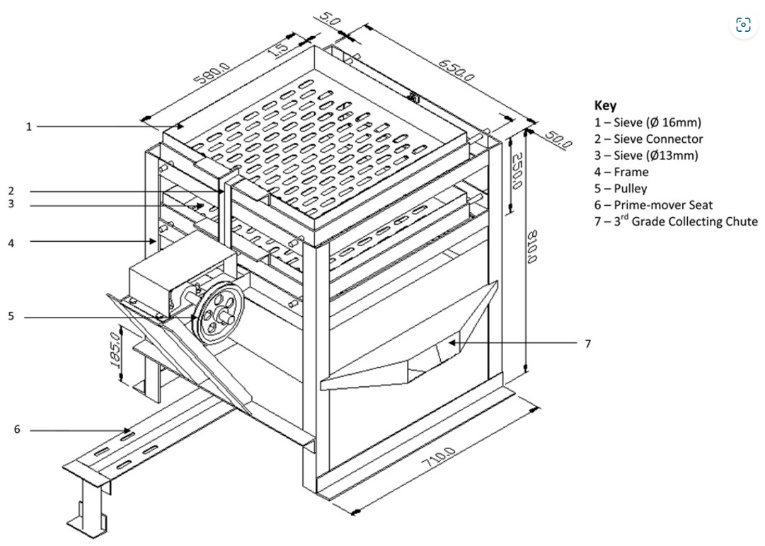 5.0
1.5
580.0
650.0
50.0
250.0
810.0
185.0
710.0
1
2
3
4
5
6
7
Key
1 – Sieve (Ø 16mm)
2 – Sieve Connector
3 – Sieve (Ø13mm)
4 – Frame
5 – Pulley
6 – Prime-mover Seat
7 – 3rd Grade Collecting Chute